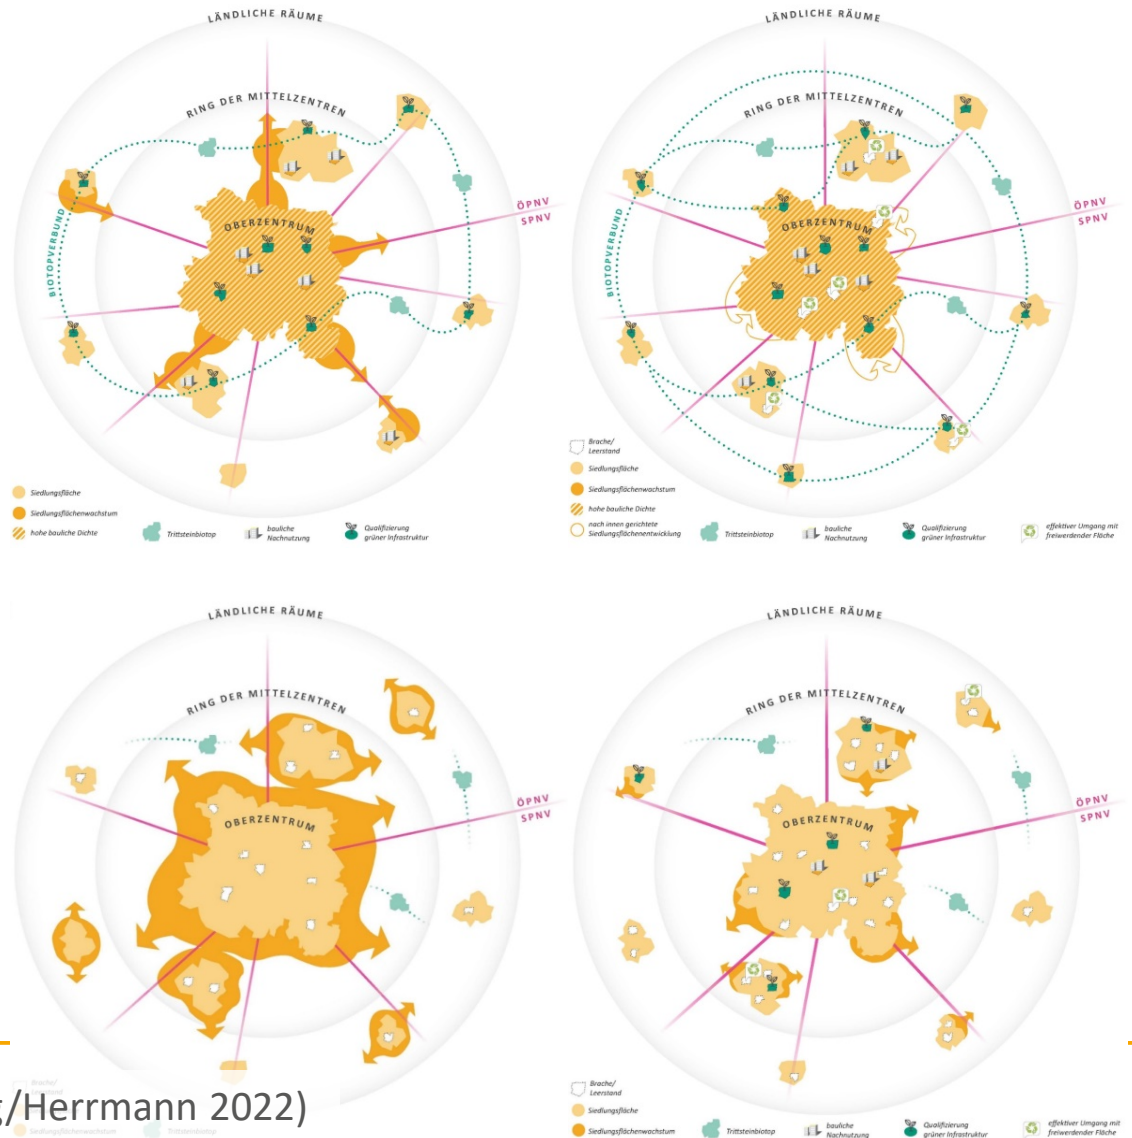 LÄNDLICHE RÄUME
RING DER MITTELZENTREN
OBERZENTRUM
BIOTOPVERBUND
ÖPNV
SPNV
Siedlungsfläche
Siedlungsflächenwachstum
hohe bauliche Dichte
Trittsteinbiotop
bauliche
Nachnutzung
Qualifizierung
grüner Infrastruktur
LÄNDLICHE RÄUME
RING DER MITTELZENTREN
OBERZENTRUM
BIOTOPVERBUND
ÖPNV
SPNV
Brache/
Leerstand
Siedlungsfläche
Siedlungsflächenwachstum
hohe bauliche Dichte
nach innen gerichtete
Siedlungsflächenentwicklung
Trittsteinbiotop
bauliche
Nachnutzung
Qualifizierung
grüner Infrastruktur
effektiver Umgang mit
freiwerdender Fläche
LÄNDLICHE RÄUME
RING DER MITTELZENTREN
OBERZENTRUM
ÖPNV
SPNV
Brache/
Leerstand
Siedlungsflächenwachstum
Trittsteinbiotop
g/Herrmann 2022)
LÄNDLICHE RÄUME
RING DER MITTELZENTREN
OBERZENTRUM
ÖPNV
SPNV
Brache/
Leerstand
Siedlungsfläche
Siedlungsflächenwachstum
Trittsteinbiotop
bauliche
Nachnutzung
Qualifizierung
grüner Infrastruktur
effektiver Umgang mit
freiwerdender Fläche